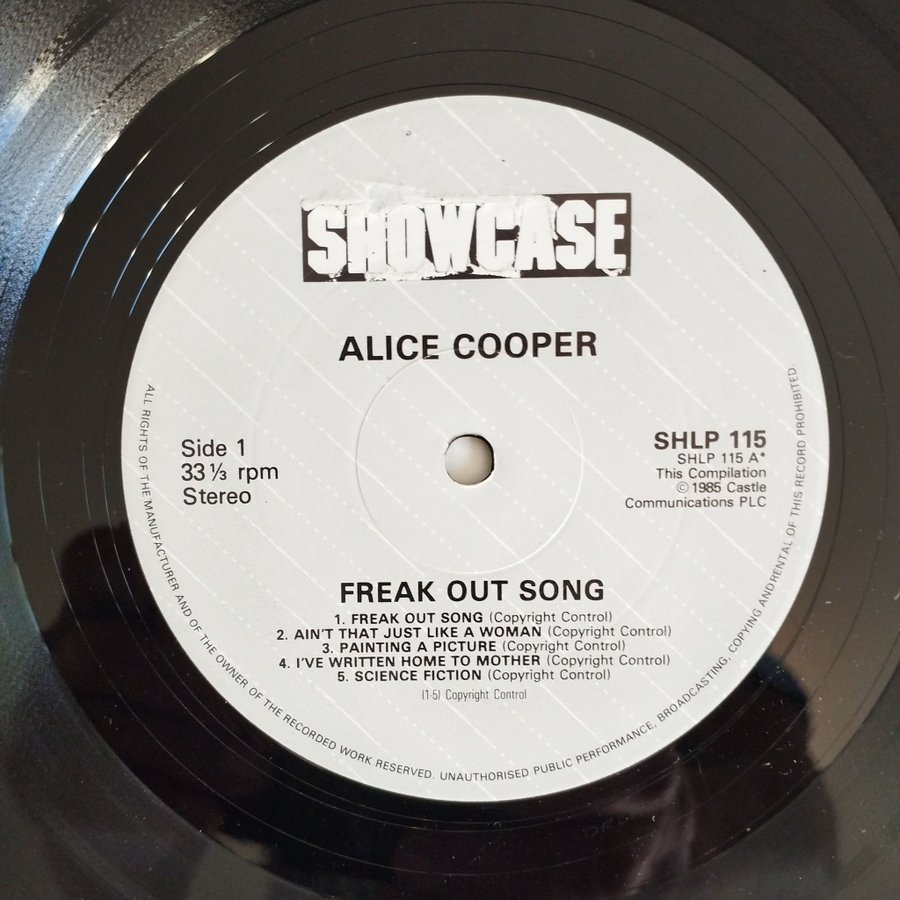 SHOWCASE
ALICE COOPER
Side 1
33 ⅓ rpm
Stereo
SHLP 115
SHLP 115 A*
This Compilation
© 1985 Castle
Communications PLC
FREAK OUT SONG
1. FREAK OUT SONG (Copyright Control)
2. AIN'T THAT JUST LIKE A WOMAN (Copyright Control)
3. PAINTING A PICTURE (Copyright Control)
4. I'VE WRITTEN HOME TO MOTHER (Copyright Control)
5. SCIENCE FICTION (Copyright Control)
(1-5) Copyright Control
ALL RIGHTS OF THE MANUFACTURER AND OF THE OWNER OF THE RECORDED WORK RESERVED. UNAUTHORISED PUBLIC PERFORMANCE, BROADCASTING, COPYING AND RENTAL OF THIS RECORD PROHIBITED.